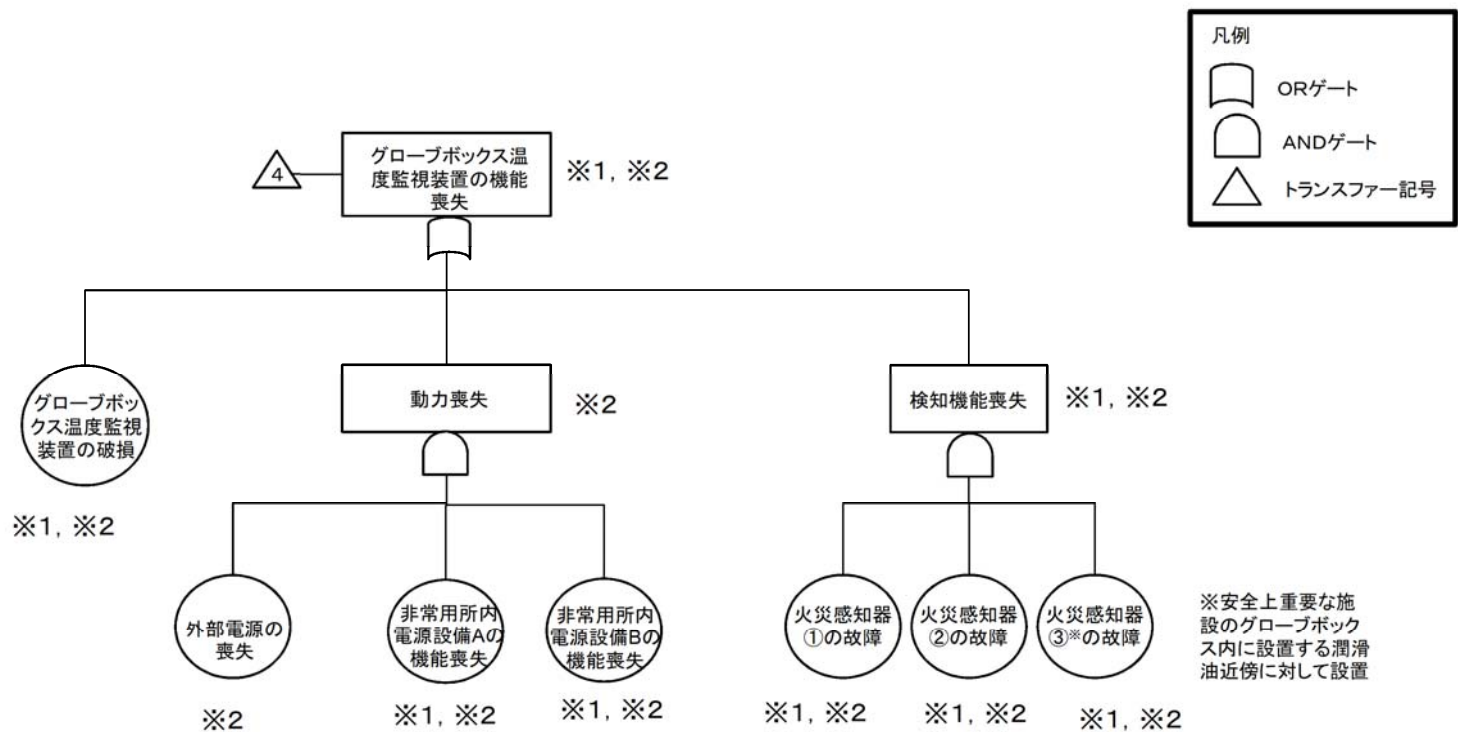 凡例
ORゲート
ANDゲート
トランスファー記号
4
グローブボックス温
度監視装置の機能
喪失
※1, ※2
グローブボッ
クス温度監視
装置の破損
※1, ※2
動力喪失
※2
検知機能喪失
※1, ※2
外部電源の
喪失
※2
非常用所内
電源設備Aの
機能喪失
※1, ※2
非常用所内
電源設備Bの
機能喪失
※1, ※2
火災感知器
①の故障
※1, ※2
火災感知器
②の故障
※1, ※2
火災感知器
③※の故障
※1, ※2
※安全上重要な施
設のグローブボック
ス内に設置する潤滑
油近傍に対して設置